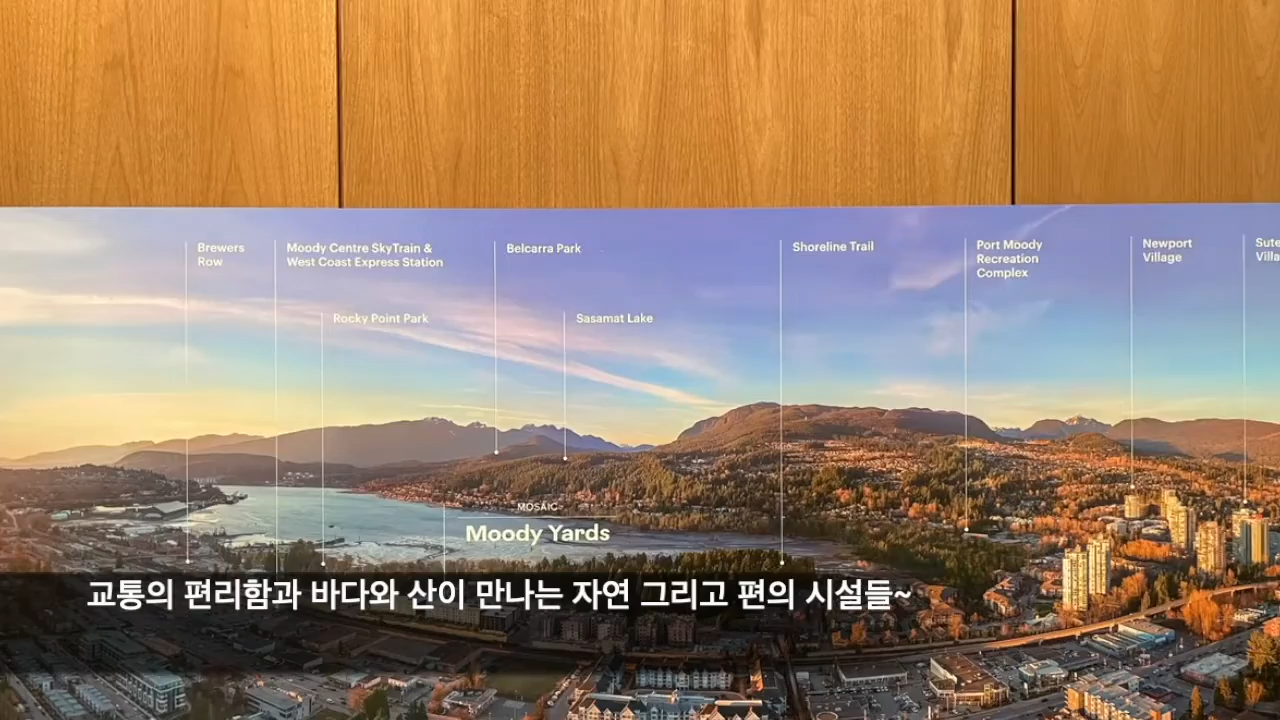 Brewers
Row
Moody Centre SkyTrain &
West Coast Express Station
Rocky Point Park
Belcarra Park
Sasamat Lake
Shoreline Trail
Port Moody
Recreation
Complex
Newport
Village
Sute
Villa
MOSAIC
Moody Yards
교통의 편리함과 바다와 산이 만나는 자연 그리고 편의 시설들~